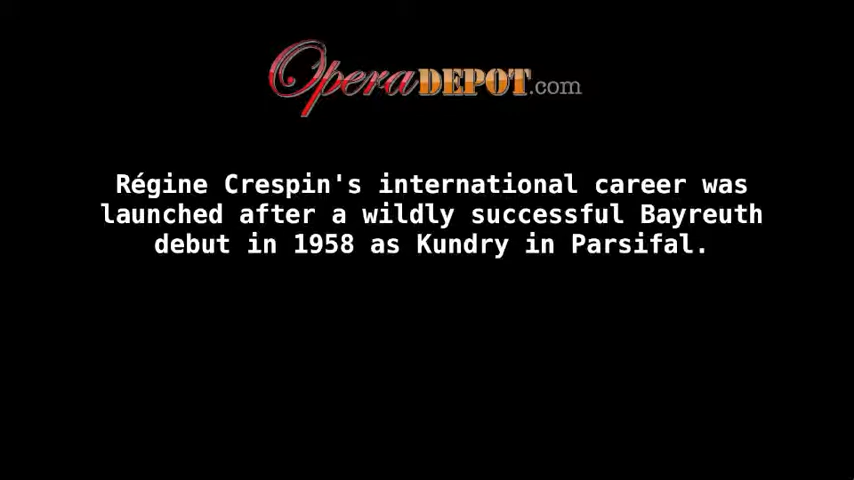 OperaDEPOT.com
Régine Crespin's international career was
launched after a wildly successful Bayreuth
debut in 1958 as Kundry in Parsifal.